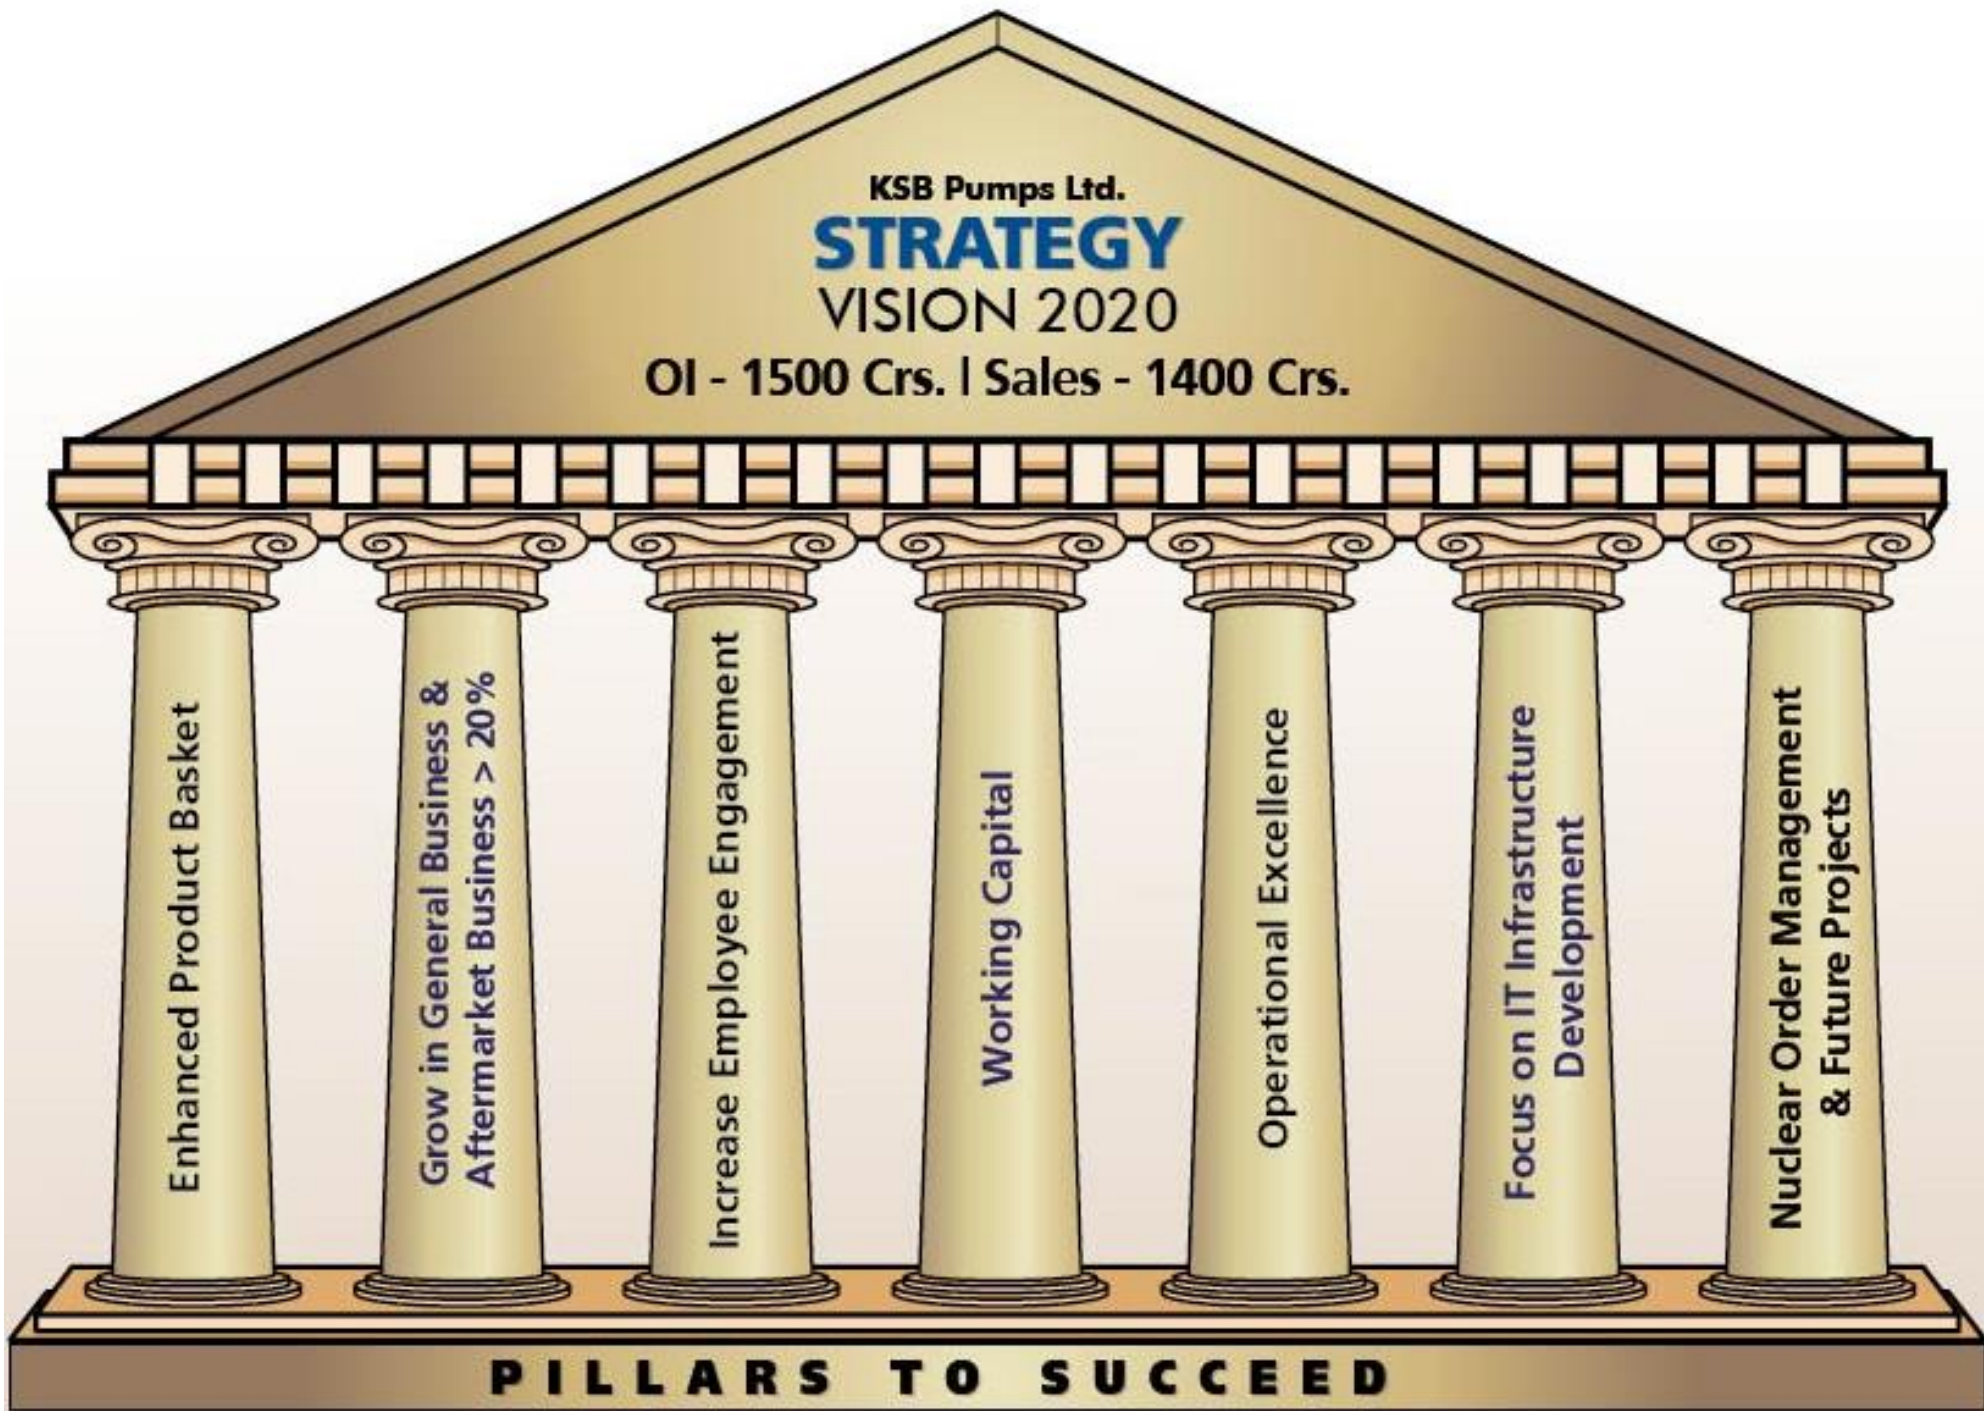 KSB Pumps Ltd.
STRATEGY
VISION 2020
OI - 1500 Crs. | Sales - 1400 Crs.
Enhanced Product Basket
Grow in General Business &
Aftermarket Business > 20%
Increase Employee Engagement
Working Capital
Operational Excellence
Focus on IT Infrastructure
Development
Nuclear Order Management
& Future Projects
PILLARS TO SUCCEED